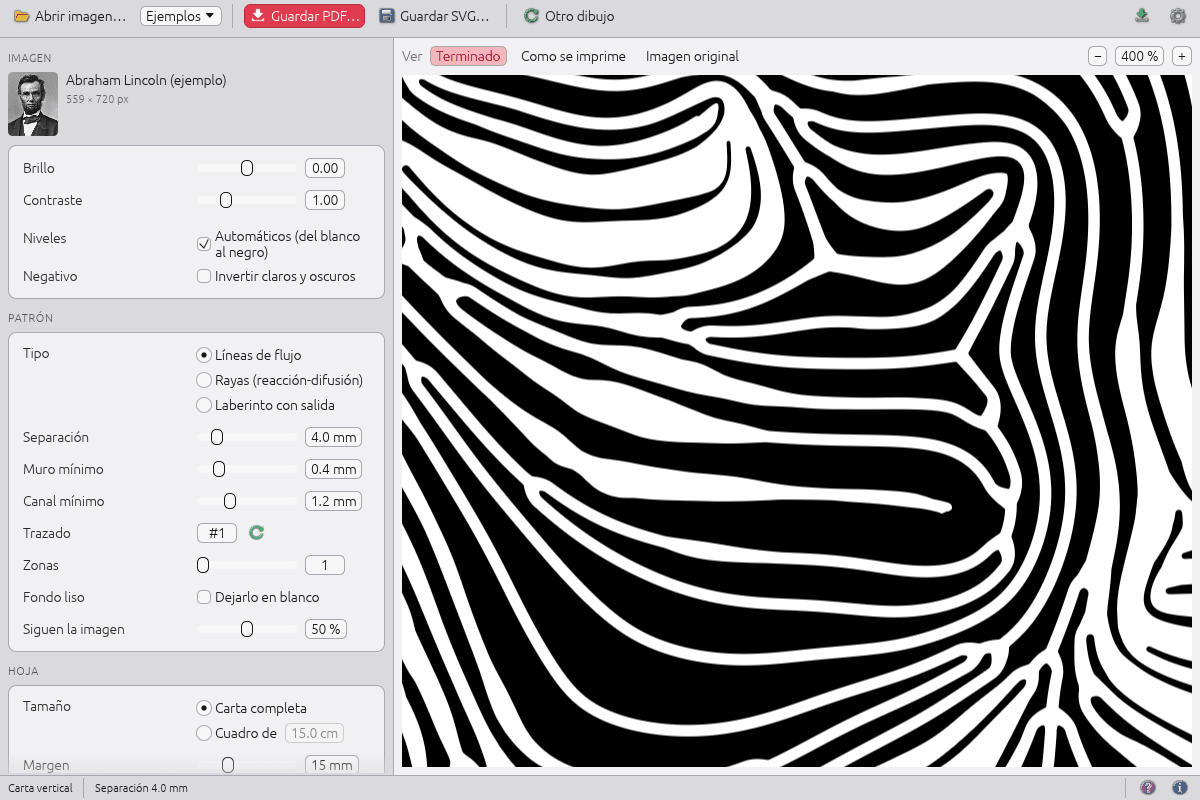 Abrir imagen...
Ejemplos
Guardar PDF...
Guardar SVG...
Otro dibujo
IMAGEN
Abraham Lincoln (ejemplo)
559 × 720 px
Brillo
0.00
Contraste
1.00
Niveles
Automáticos (del blanco
al negro)
Negativo
Invertir claros y oscuros
PATRÓN
Tipo
Líneas de flujo
Rayas (reacción-difusión)
Laberinto con salida
Separación
4.0 mm
Muro mínimo
0.4 mm
Canal mínimo
1.2 mm
Trazado
#1
Zonas
1
Fondo liso
Dejarlo en blanco
Siguen la imagen
50 %
HOJA
Tamaño
Carta completa
Cuadro de
15.0 cm
Margen
15 mm
Ver
Terminado
Como se imprime
Imagen original
−
400 %
+
Carta vertical
Separación 4.0 mm